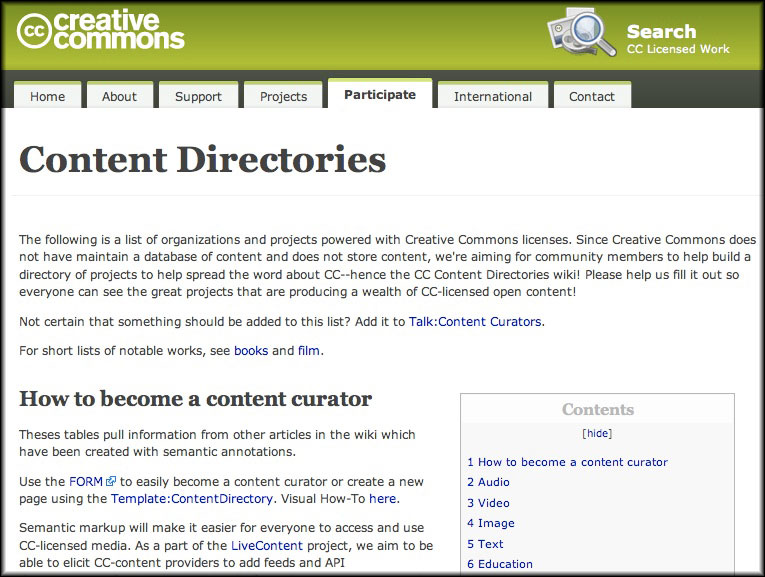 cc creative commons
Search
CC Licensed Work
Home About Support Projects Participate International Contact
Content Directories
The following is a list of organizations and projects powered with Creative Commons licenses. Since Creative Commons does
not have maintain a database of content and does not store content, we're aiming for community members to help build a
directory of projects to help spread the word about CC--hence the CC Content Directories wiki! Please help us fill it out so
everyone can see the great projects that are producing a wealth of CC-licensed open content!
Not certain that something should be added to this list? Add it to Talk:Content Curators.
For short lists of notable works, see books and film.
How to become a content curator
Theses tables pull information from other articles in the wiki which
have been created with semantic annotations.
Use the FORM to easily become a content curator or create a new
page using the Template:ContentDirectory. Visual How-To here.
Semantic markup will make it easier for everyone to access and use
CC-licensed media. As a part of the LiveContent project, we aim to be
able to elicit CC-content providers to add feeds and API
Contents
[hide]
1 How to become a content curator
2 Audio
3 Video
4 Image
5 Text
6 Education